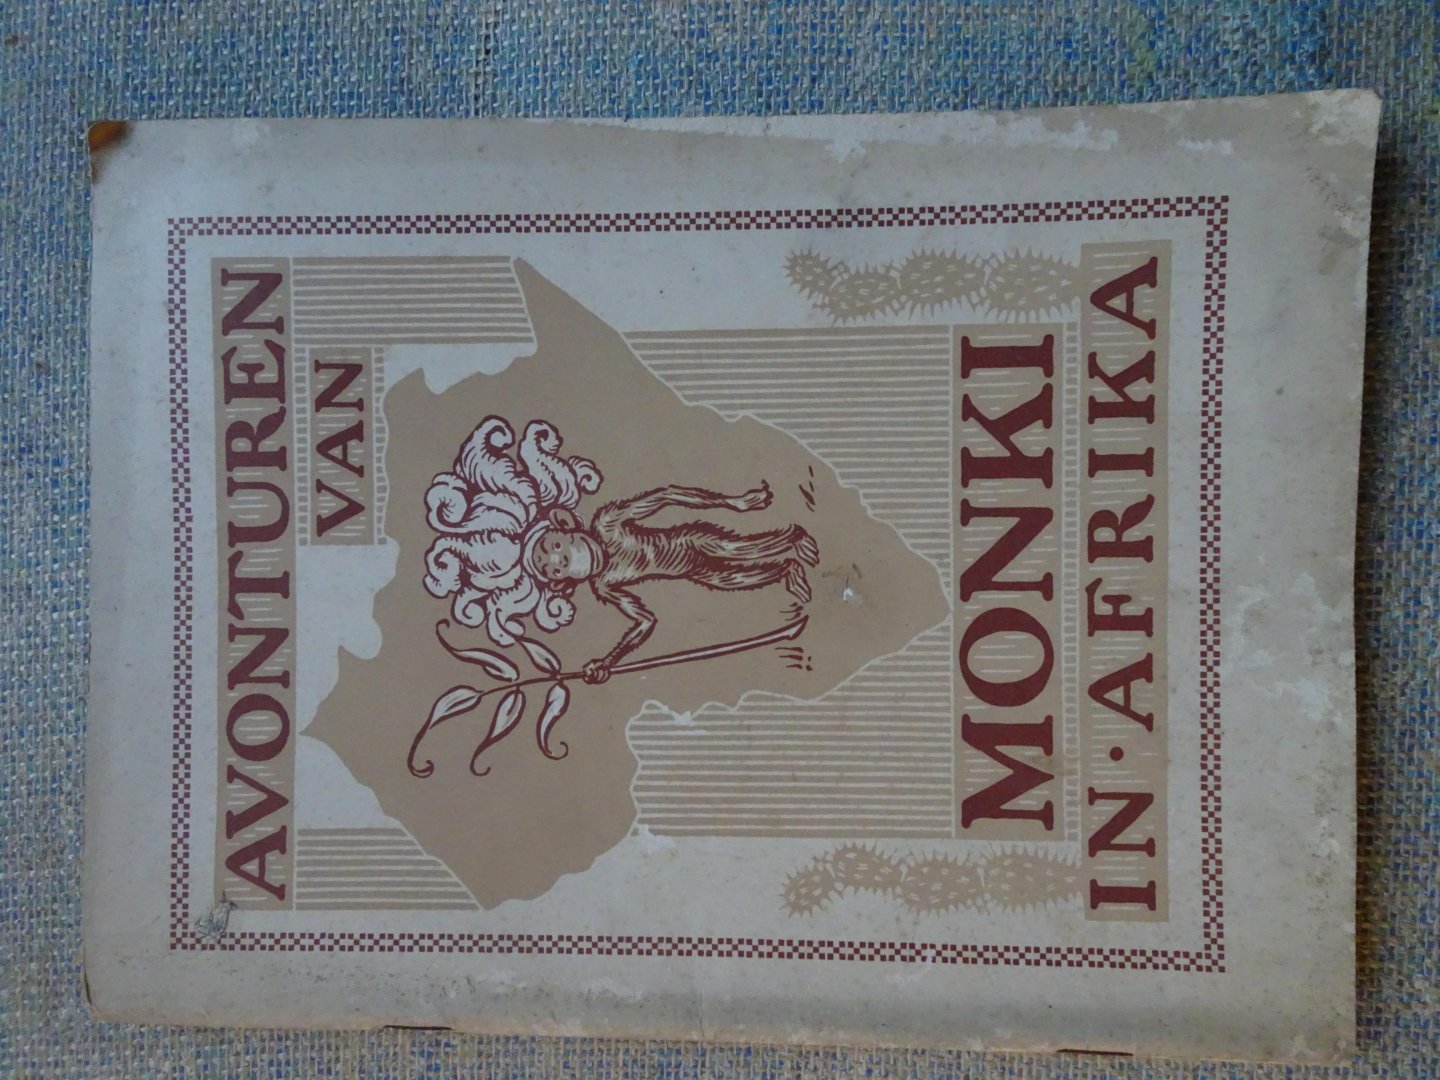 AVONTUREN
VAN
MONKI
IN · AFRIKA